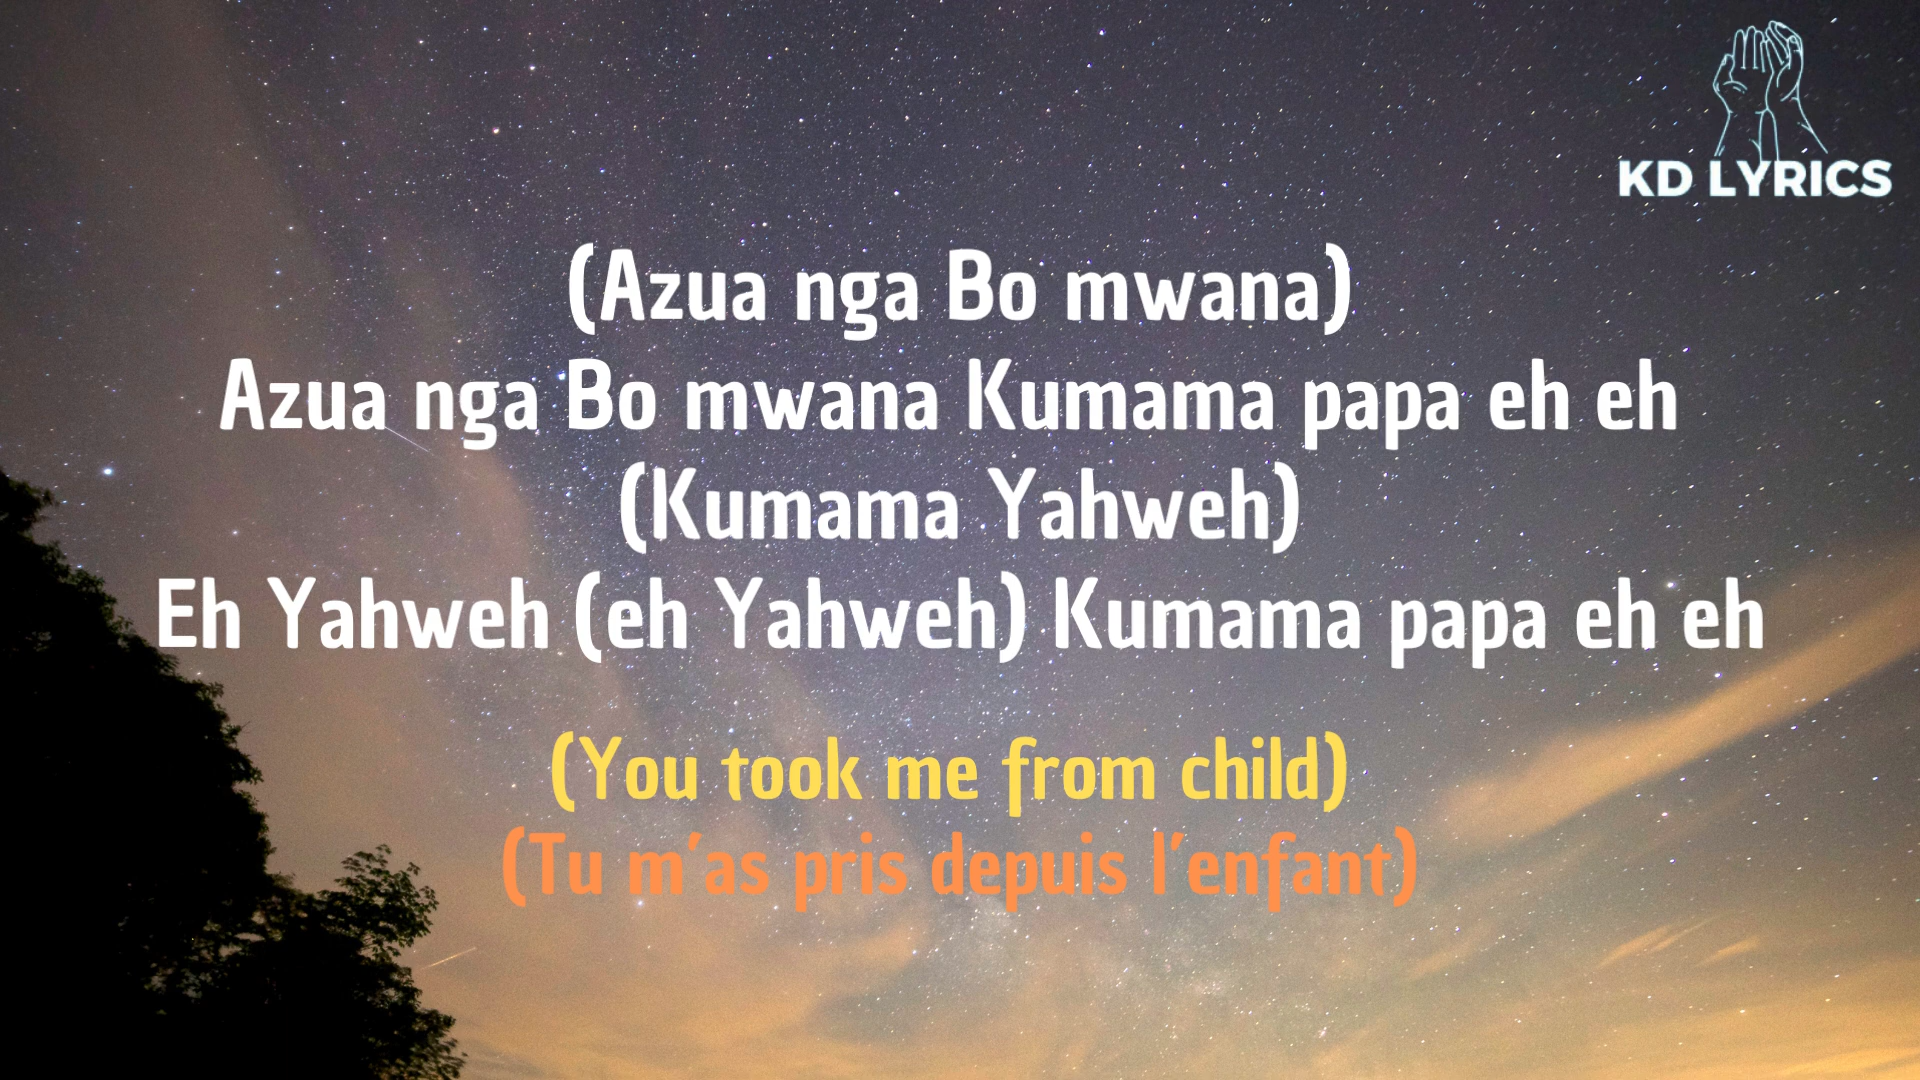 KD LYRICS
(Azua nga Bo mwana)
Azua nga Bo mwana Kumama papa eh eh
(Kumama Yahweh)
Eh Yahweh (eh Yahweh) Kumama papa eh eh
(You took me from child)
(Tu m'as pris depuis l'enfant)